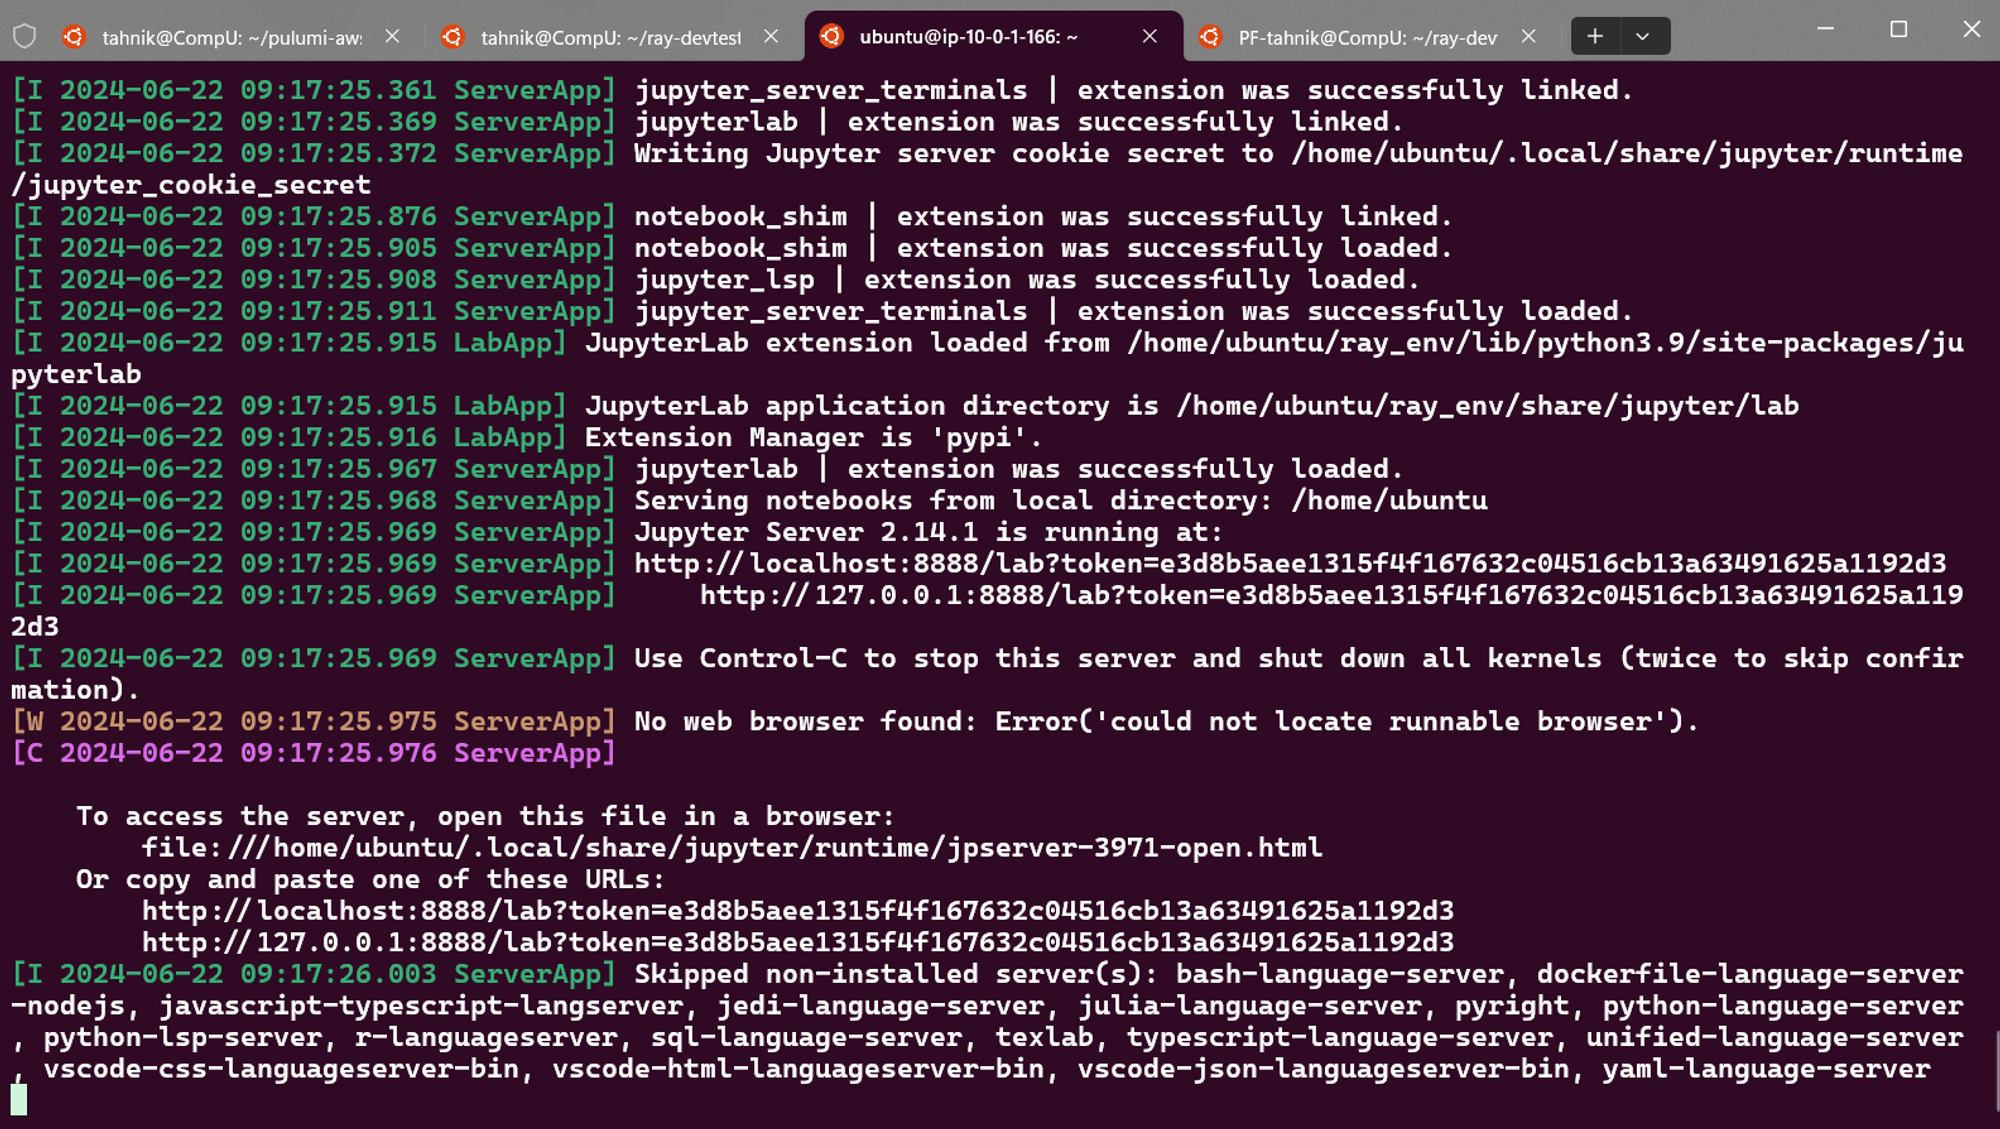 tahnik@CompU: ~/pulumi-aws
tahnik@CompU: ~/ray-devtest
ubuntu@ip-10-0-1-166: ~
PF-tahnik@CompU: ~/ray-dev
[I 2024-06-22 09:17:25.361 ServerApp] jupyter_server_terminals | extension was successfully linked.
[I 2024-06-22 09:17:25.369 ServerApp] jupyterlab | extension was successfully linked.
[I 2024-06-22 09:17:25.372 ServerApp] Writing Jupyter server cookie secret to /home/ubuntu/.local/share/jupyter/runtime
/jupyter_cookie_secret
[I 2024-06-22 09:17:25.876 ServerApp] notebook_shim | extension was successfully linked.
[I 2024-06-22 09:17:25.905 ServerApp] notebook_shim | extension was successfully loaded.
[I 2024-06-22 09:17:25.908 ServerApp] jupyter_lsp | extension was successfully loaded.
[I 2024-06-22 09:17:25.911 ServerApp] jupyter_server_terminals | extension was successfully loaded.
[I 2024-06-22 09:17:25.915 LabApp] JupyterLab extension loaded from /home/ubuntu/ray_env/lib/python3.9/site-packages/ju
pyterlab
[I 2024-06-22 09:17:25.915 LabApp] JupyterLab application directory is /home/ubuntu/ray_env/share/jupyter/lab
[I 2024-06-22 09:17:25.916 LabApp] Extension Manager is 'pypi'.
[I 2024-06-22 09:17:25.967 ServerApp] jupyterlab | extension was successfully loaded.
[I 2024-06-22 09:17:25.968 ServerApp] Serving notebooks from local directory: /home/ubuntu
[I 2024-06-22 09:17:25.969 ServerApp] Jupyter Server 2.14.1 is running at:
[I 2024-06-22 09:17:25.969 ServerApp] http://localhost:8888/lab?token=e3d8b5aee1315f4f167632c04516cb13a63491625a1192d3
[I 2024-06-22 09:17:25.969 ServerApp]     http://127.0.0.1:8888/lab?token=e3d8b5aee1315f4f167632c04516cb13a63491625a119
2d3
[I 2024-06-22 09:17:25.969 ServerApp] Use Control-C to stop this server and shut down all kernels (twice to skip confir
mation).
[W 2024-06-22 09:17:25.975 ServerApp] No web browser found: Error('could not locate runnable browser').
[C 2024-06-22 09:17:25.976 ServerApp]
To access the server, open this file in a browser:
file:///home/ubuntu/.local/share/jupyter/runtime/jpserver-3971-open.html
Or copy and paste one of these URLs:
http://localhost:8888/lab?token=e3d8b5aee1315f4f167632c04516cb13a63491625a1192d3
http://127.0.0.1:8888/lab?token=e3d8b5aee1315f4f167632c04516cb13a63491625a1192d3
[I 2024-06-22 09:17:26.003 ServerApp] Skipped non-installed server(s): bash-language-server, dockerfile-language-server
-nodejs, javascript-typescript-langserver, jedi-language-server, julia-language-server, pyright, python-language-server
, python-lsp-server, r-languageserver, sql-language-server, texlab, typescript-language-server, unified-language-server
, vscode-css-languageserver-bin, vscode-html-languageserver-bin, vscode-json-languageserver-bin, yaml-language-server